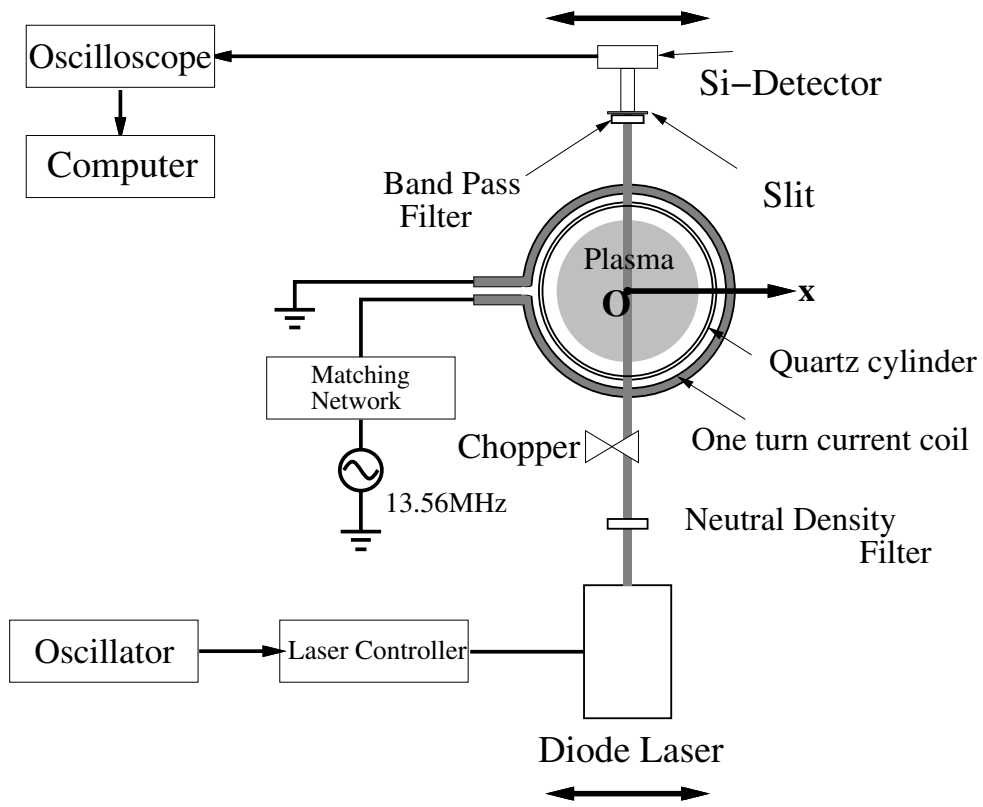 Oscilloscope
Si−Detector
Computer
Band Pass
Filter
Slit
Plasma
O
x
Quartz cylinder
Matching
Network
One turn current coil
Chopper
13.56MHz
Neutral Density
Filter
Oscillator
Laser Controller
Diode Laser